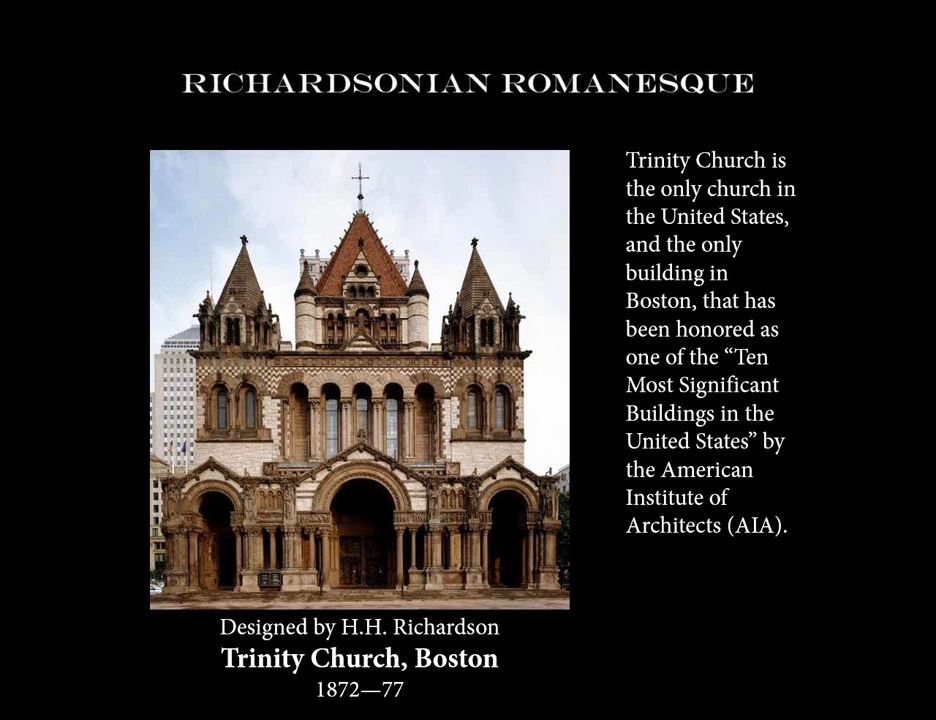 RICHARDSONIAN ROMANESQUE
Trinity Church is
the only church in
the United States,
and the only
building in
Boston, that has
been honored as
one of the “Ten
Most Significant
Buildings in the
United States” by
the American
Institute of
Architects (AIA).
Designed by H.H. Richardson
Trinity Church, Boston
1872—77